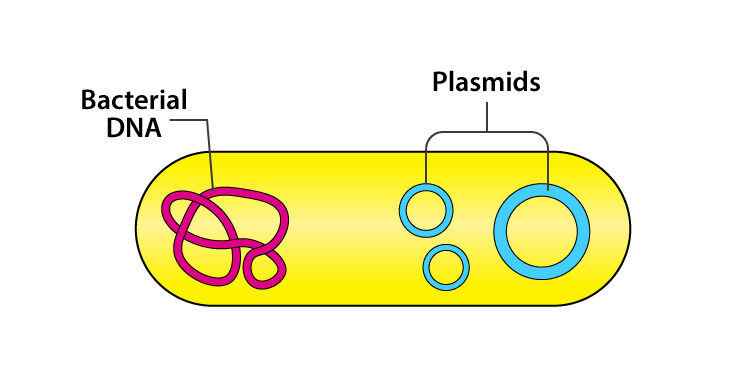 Bacterial
DNA
Plasmids